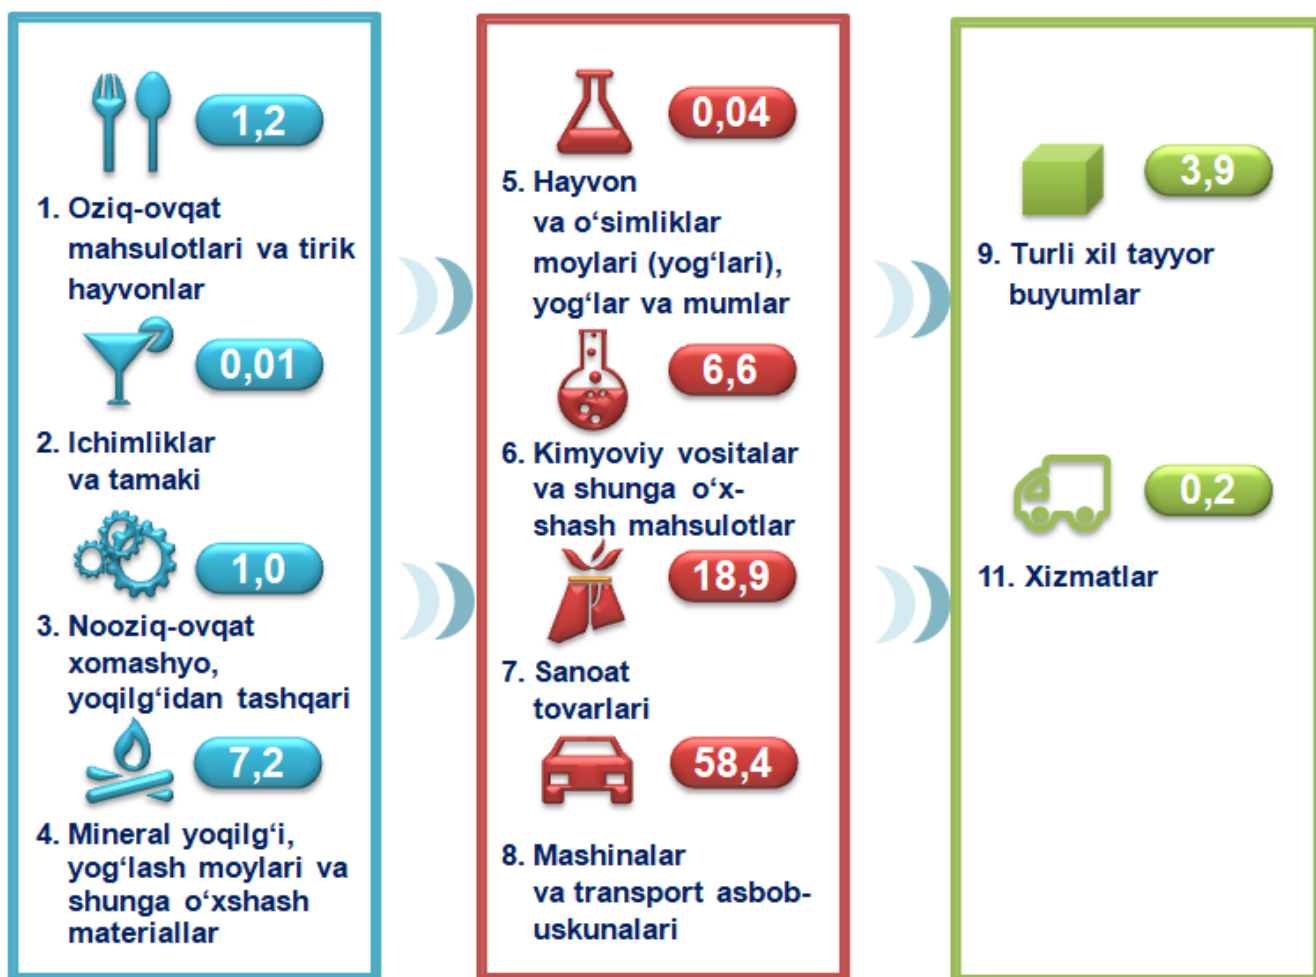 1,2
1. Oziq-ovqat
mahsulotlari va tirik
hayvonlar
0,01
2. Ichimliklar
va tamaki
1,0
3. Nooziq-ovqat
xomashyo,
yoqilg‘idan tashqari
7,2
4. Mineral yoqilg‘i,
yog‘lash moylari va
shunga o‘xshash
materiallar
0,04
5. Hayvon
va o‘simliklar
moylari (yog‘lari),
yog‘lar va mumlar
6,6
6. Kimyoviy vositalar
va shunga o‘x-
shash mahsulotlar
18,9
7. Sanoat
tovarlari
58,4
8. Mashinalar
va transport asbob-
uskunalari
3,9
9. Turli xil tayyor
buyumlar
0,2
11. Xizmatlar